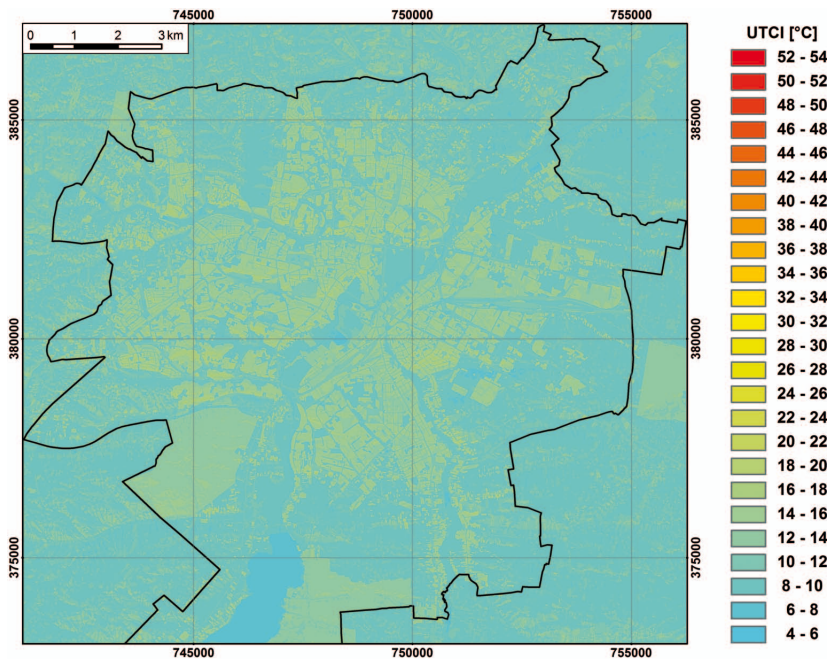 745000 750000 755000
0 1 2 3 km
UTCI [°C]
52 - 54
50 - 52
48 - 50
46 - 48
44 - 46
42 - 44
40 - 42
38 - 40
36 - 38
34 - 36
32 - 34
30 - 32
28 - 30
26 - 28
24 - 26
22 - 24
20 - 22
18 - 20
16 - 18
14 - 16
12 - 14
10 - 12
8 - 10
6 - 8
4 - 6
385000 385000
380000 380000
375000 375000
745000 750000 755000